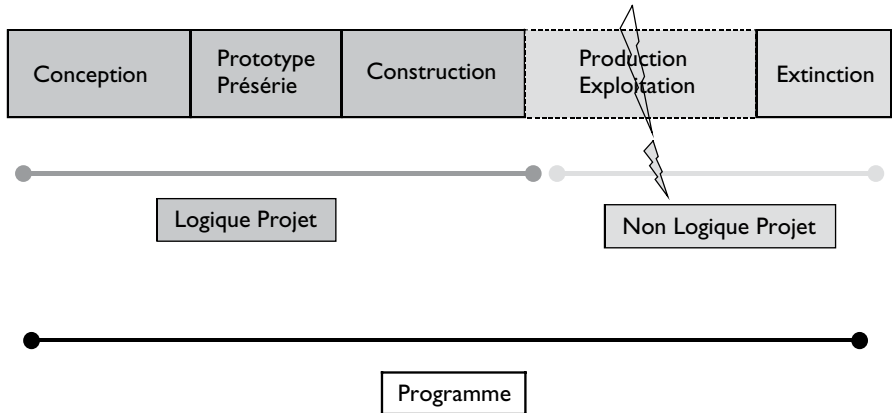 Conception
Prototype
Présérie
Construction
Production
Exploitation
Extinction
Logique Projet
Non Logique Projet
Programme